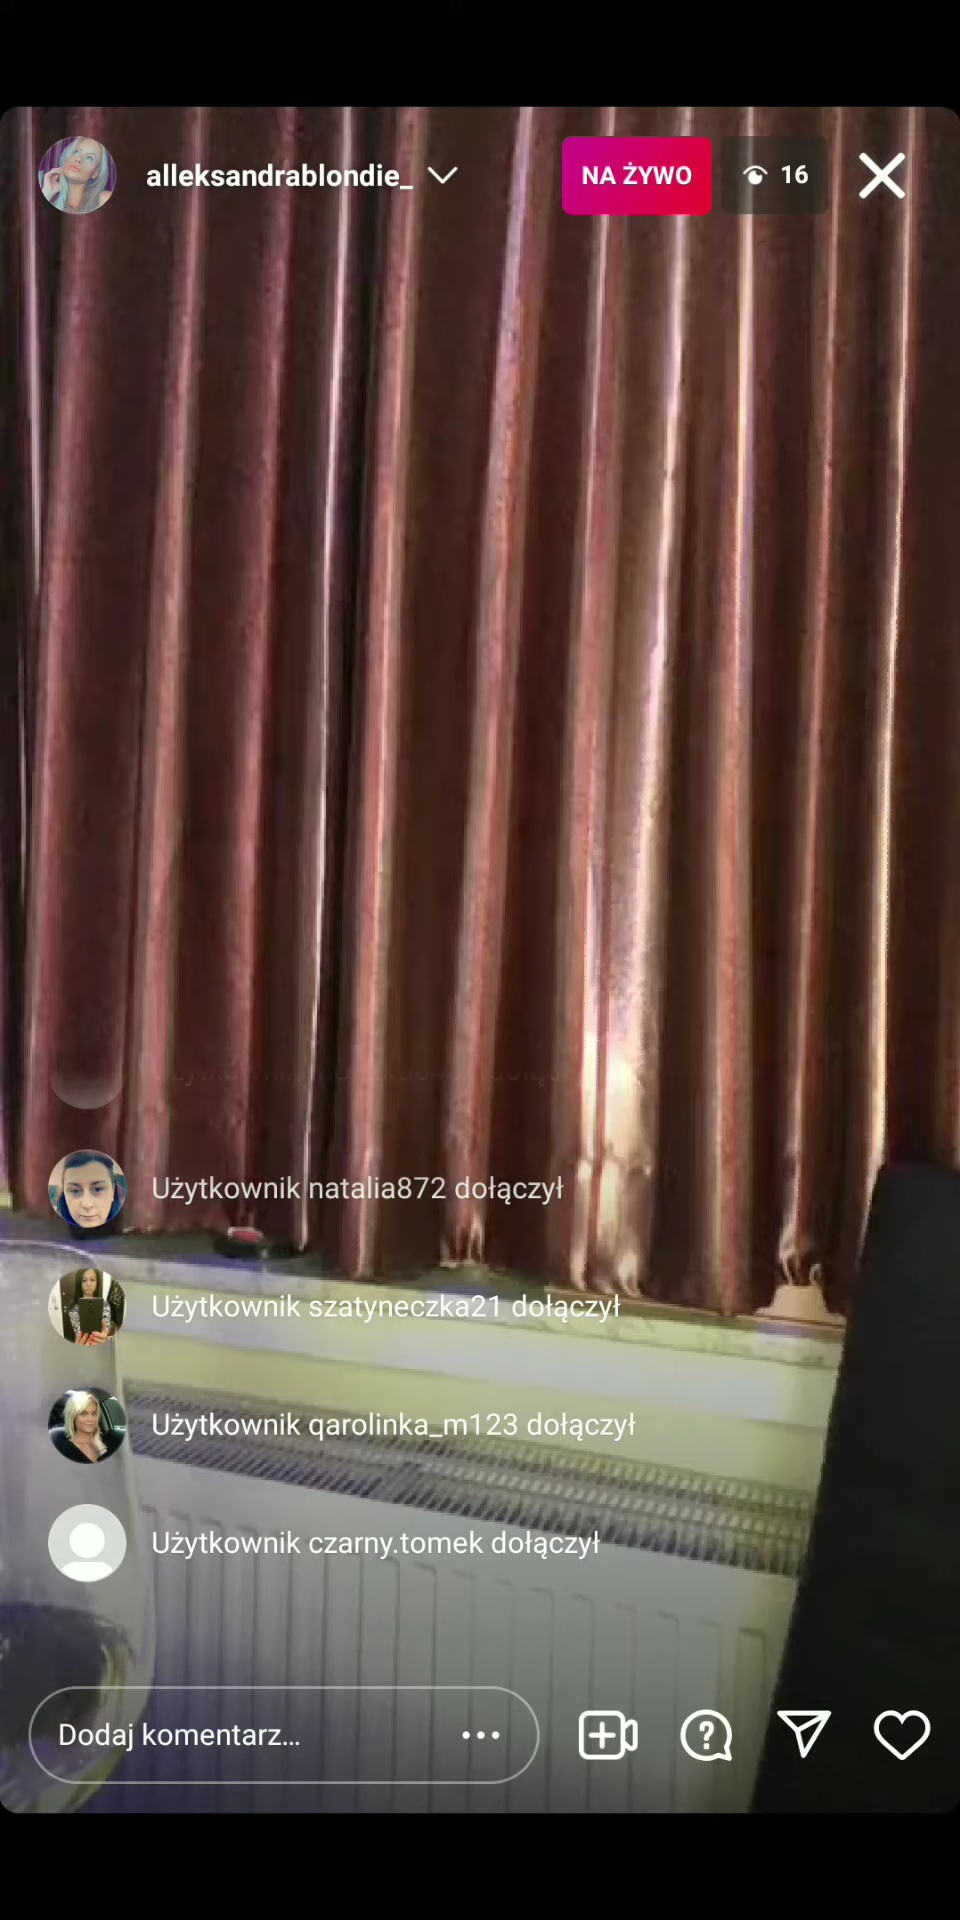 alleksandrablondie_
NA ŻYWO
16
Użytkownik natalia872 dołączył
Użytkownik szatyneczka21 dołączył
Użytkownik qarolinka_m123 dołączył
Użytkownik czarny.tomek dołączył
Dodaj komentarz...